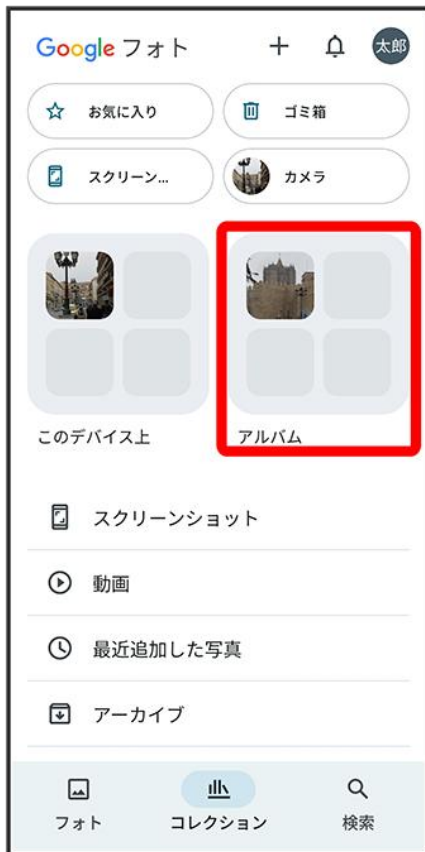 Google フォト
太郎
お気に入り
ゴミ箱
スクリーン...
カメラ
このデバイス上
アルバム
スクリーンショット
動画
最近追加した写真
アーカイブ
フォト
コレクション
検索